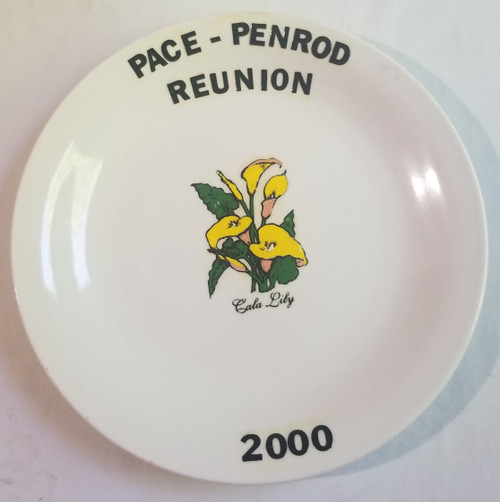 PACE - PENROD
REUNION
Cala Lily
2000